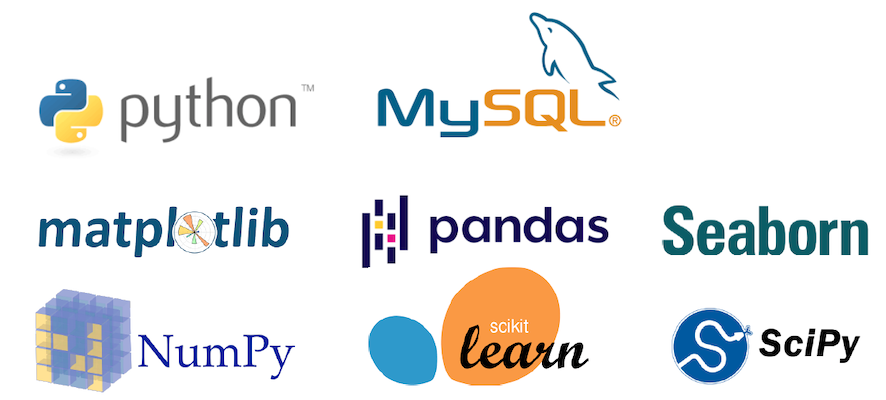 python™
MySQL®
matplotlib
pandas
Seaborn
NumPy
scikit
learn
SciPy